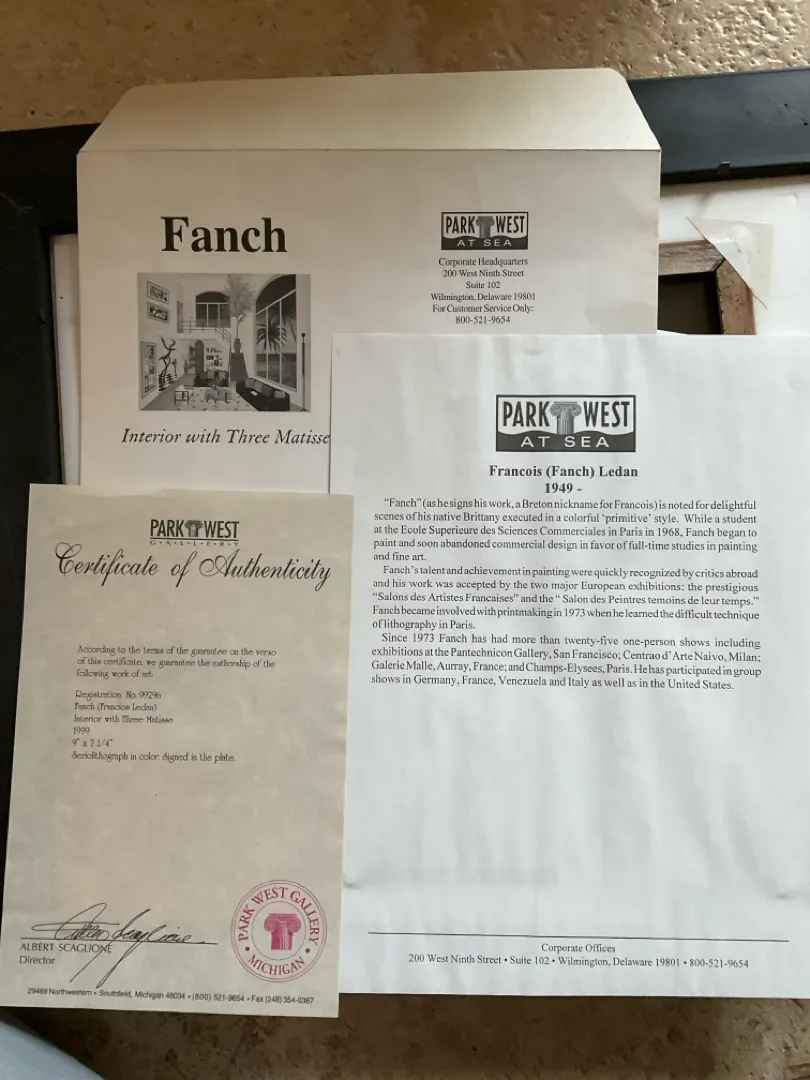 Fanch
Interior with Three Matisse
PARK WEST
AT SEA
Corporate Headquarters
200 West Ninth Street
Suite 102
Wilmington, Delaware 19801
For Customer Service Only:
800-521-9654
PARK WEST
AT SEA
Francois (Fanch) Ledan
1949 -
"Fanch" (as he signs his work, a Breton nickname for Francois) is noted for delightful
scenes of his native Brittany executed in a colorful 'primitive' style. While a student
at the Ecole Superieure des Sciences Commerciales in Paris in 1968, Fanch began to
paint and soon abandoned commercial design in favor of full-time studies in painting
and fine art.
Fanch's talent and achievement in painting were quickly recognized by critics abroad
and his work was accepted by the two major European exhibitions: the prestigious
"Salons des Artistes Francaises" and the " Salon des Peintres temoins de leur temps."
Fanch became involved with printmaking in 1973 when he learned the difficult technique
of lithography in Paris.
Since 1973 Fanch has had more than twenty-five one-person shows including
exhibitions at the Pantechnicon Gallery, San Francisco; Centrao d'Arte Naivo, Milan;
Galerie Malle, Aurray, France; and Champs-Elysees, Paris. He has participated in group
shows in Germany, France, Venezuela and Italy as well as in the United States.
Corporate Offices
200 West Ninth Street • Suite 102 • Wilmington, Delaware 19801 • 800-521-9654
PARK WEST
G•A•L•L•E•R•Y
Certificate of Authenticity
According to the terms of the guarantee on the verso
of this certificate, we guarantee the authorship of the
following work of art:
Registration No. 99296
Fanch (Francios Ledan)
Interior with Three Matisse
1999
9" x 7 1/4"
Seriolithograph in color. Signed in the plate.
ALBERT SCAGLIONE
Director
PARK WEST GALLERY
• MICHIGAN •
29469 Northwestern • Southfield, Michigan 48034 • (800) 521-9654 • Fax (248) 354-0387